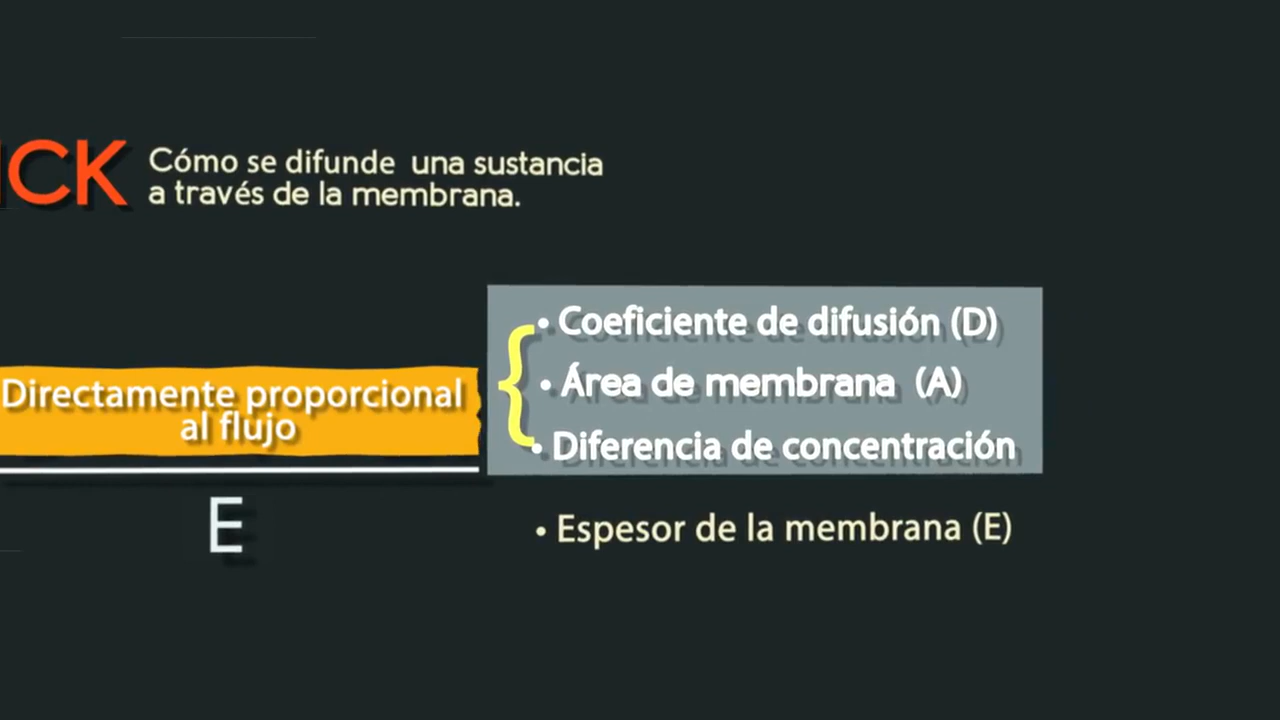 ICK
Cómo se difunde una sustancia
a través de la membrana.
Directamente proporcional
al flujo
E
{
• Coeficiente de difusión (D)
• Área de membrana (A)
• Diferencia de concentración
• Espesor de la membrana (E)